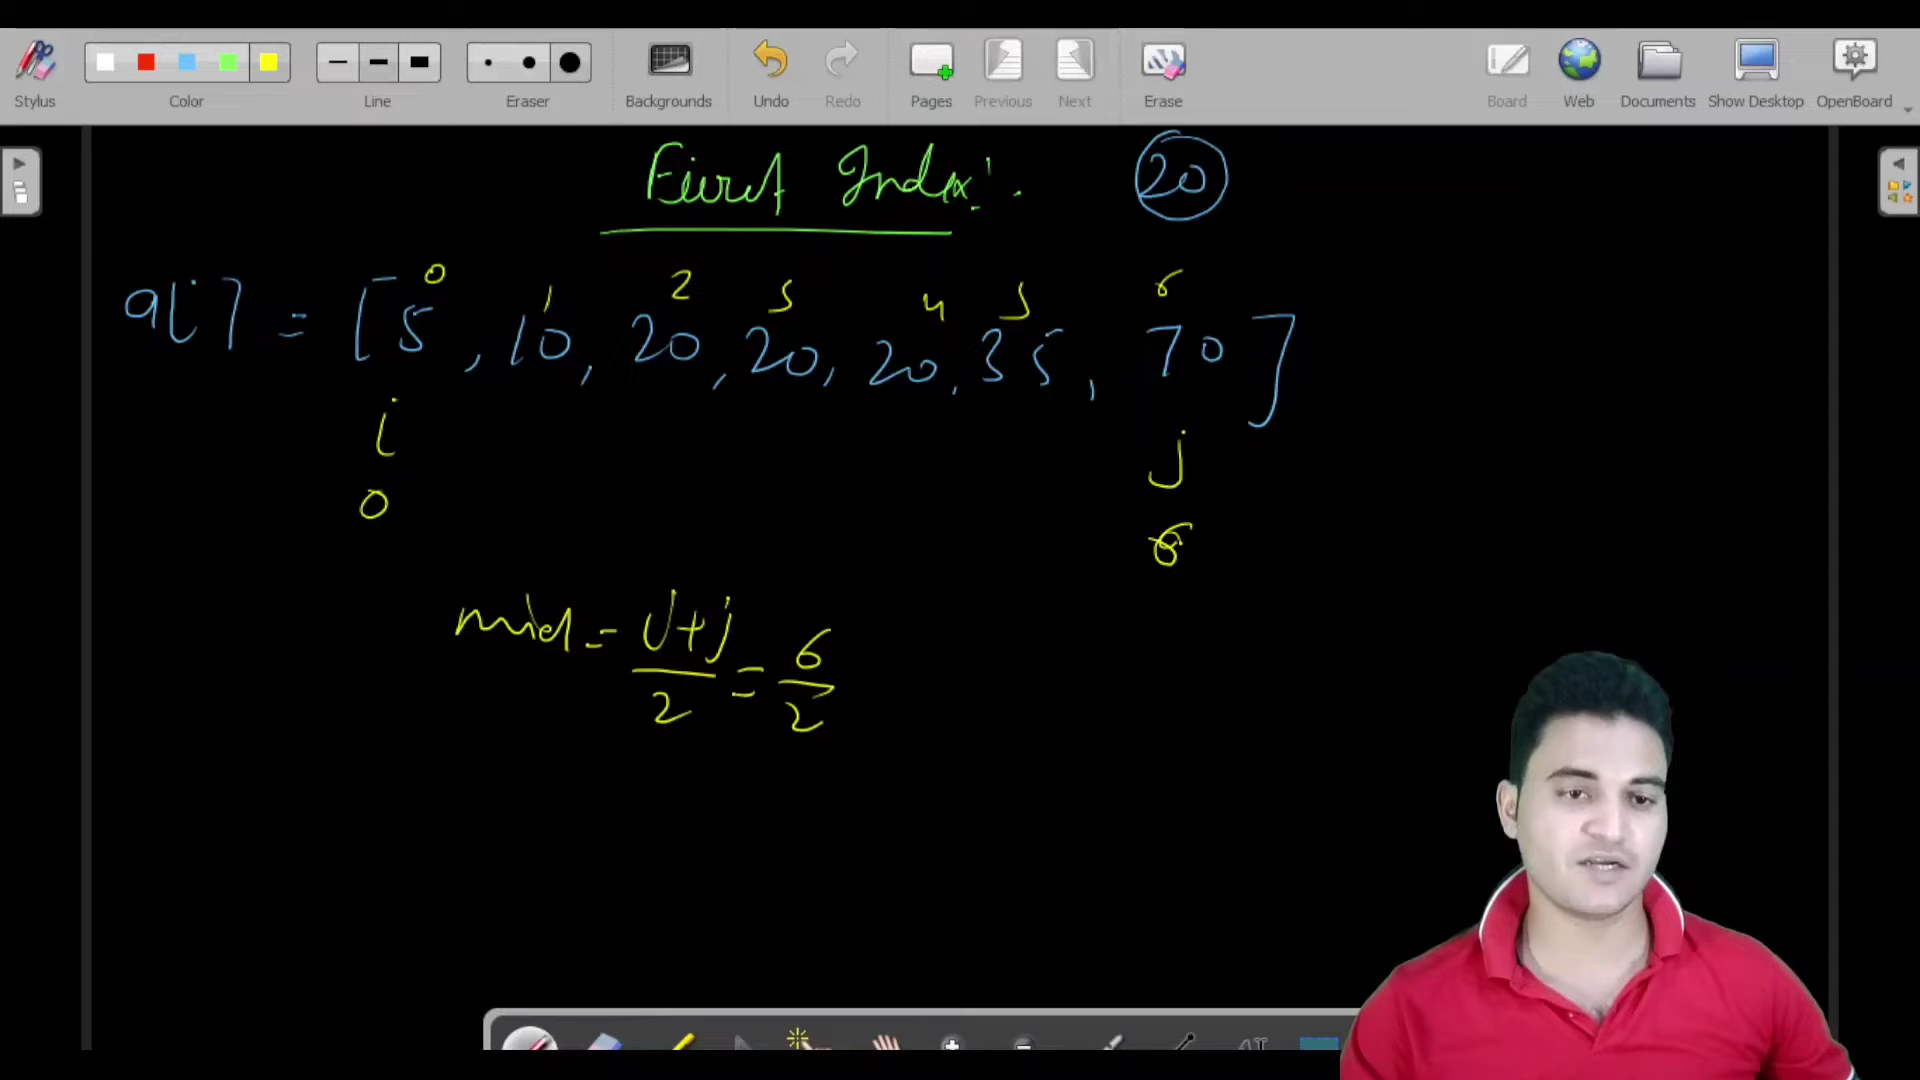 Stylus Color Line Eraser Backgrounds Undo Redo Pages Previous Next Erase Board Web Documents Show Desktop OpenBoard
First Index: 20
0 1 2 3 4 5 6
a[] = [5, 10, 20, 20, 20, 35, 70]
i j
0 6
mid = i+j/2 = 6/2